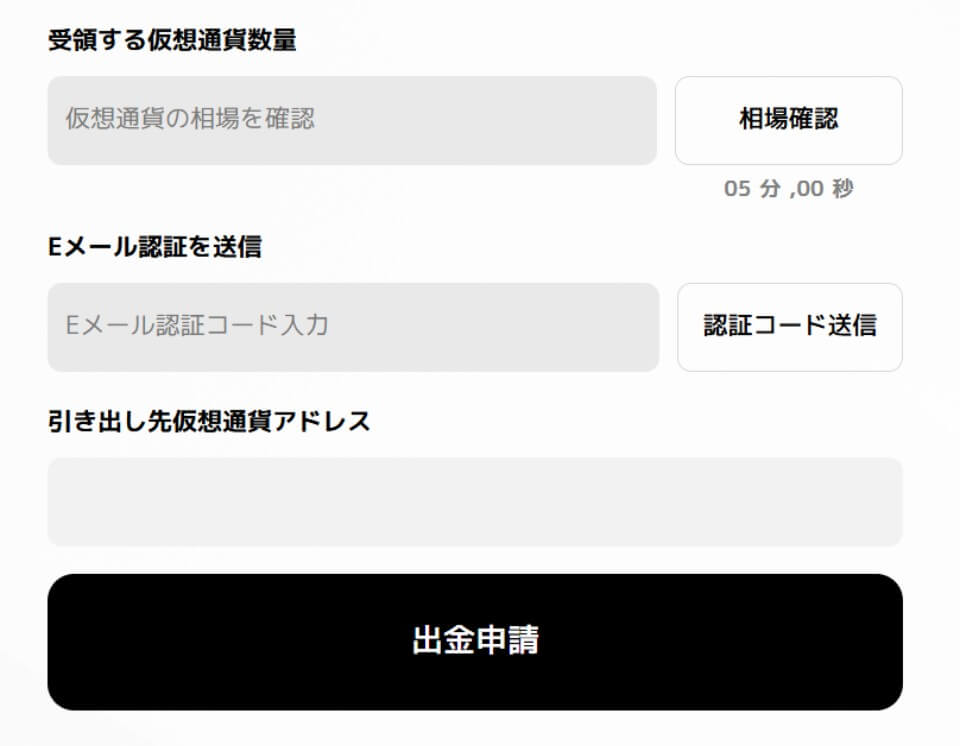 受領する仮想通貨数量
仮想通貨の相場を確認
相場確認
05 分 ,00 秒
Eメール認証を送信
Eメール認証コード入力
認証コード送信
引き出し先仮想通貨アドレス
出金申請